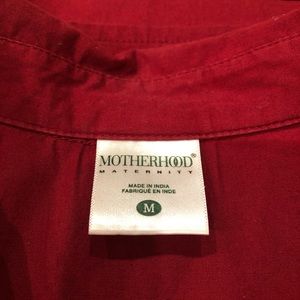 MOTHERHOOD®
MATERNITY
MADE IN INDIA
FABRIQUÉ EN INDE
M